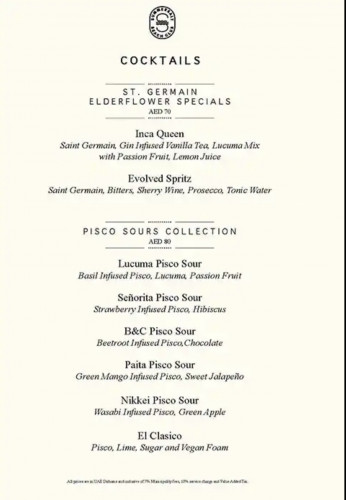 SUMMERSALT
BEACH CLUB
COCKTAILS
ST. GERMAIN
ELDERFLOWER SPECIALS
AED 70
Inca Queen
Saint Germain, Gin Infused Vanilla Tea, Lucuma Mix
with Passion Fruit, Lemon Juice
Evolved Spritz
Saint Germain, Bitters, Sherry Wine, Prosecco, Tonic Water
PISCO SOURS COLLECTION
AED 80
Lucuma Pisco Sour
Basil Infused Pisco, Lucuma, Passion Fruit
Señorita Pisco Sour
Strawberry Infused Pisco, Hibiscus
B&C Pisco Sour
Beetroot Infused Pisco,Chocolate
Paita Pisco Sour
Green Mango Infused Pisco, Sweet Jalapeño
Nikkei Pisco Sour
Wasabi Infused Pisco, Green Apple
El Clasico
Pisco, Lime, Sugar and Vegan Foam
All prices are in UAE Dirhams and inclusive of 7% Municipality Fees, 10% service charge and Value Added Tax.